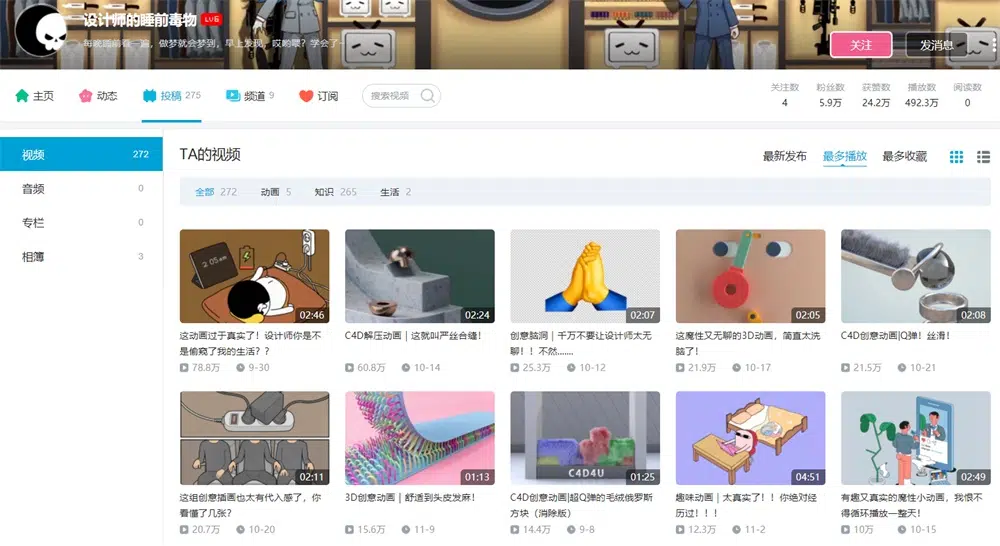 设计师的睡前毒物 LV6
每晚睡前看一遍，做梦就会梦到，早上发现，哎哟喂？学会了~
关注 发消息
主页 动态 投稿 275 频道 9 订阅 搜索视频
关注数 粉丝数 获赞数 播放数 阅读数
4 5.9万 24.2万 492.3万 0
视频 272
音频 0
专栏 0
相簿 3
TA的视频 最新发布 最多播放 最多收藏
全部 272 动画 5 知识 265 生活 2
2:05 am
02:46 02:24 02:07 02:05 02:08
这动画过于真实了！设计师你是不是偷窥了我的生活？？
78.8万 9-30
C4D解压动画｜这就叫严丝合缝！
60.8万 10-14
创意脑洞｜千万不要让设计师太无聊！！不然.......
25.3万 10-12
这魔性又无聊的3D动画，简直太洗脑了！
21.9万 10-17
C4D创意动画|Q弹！丝滑！
21.5万 10-21
C4D4U
02:11 01:13 01:25 04:51 02:49
这组创意插画也太有代入感了，你看懂了几张？
20.7万 10-20
3D创意动画｜舒适到头皮发麻！
15.6万 11-9
C4D创意动画|超Q弹的毛绒俄罗斯方块（消除版）
14.4万 9-8
趣味动画｜太真实了！！你绝对经历过！！！
12.3万 11-2
有趣又真实的魔性小动画，我恨不得循环播放一整天！
10万 10-15